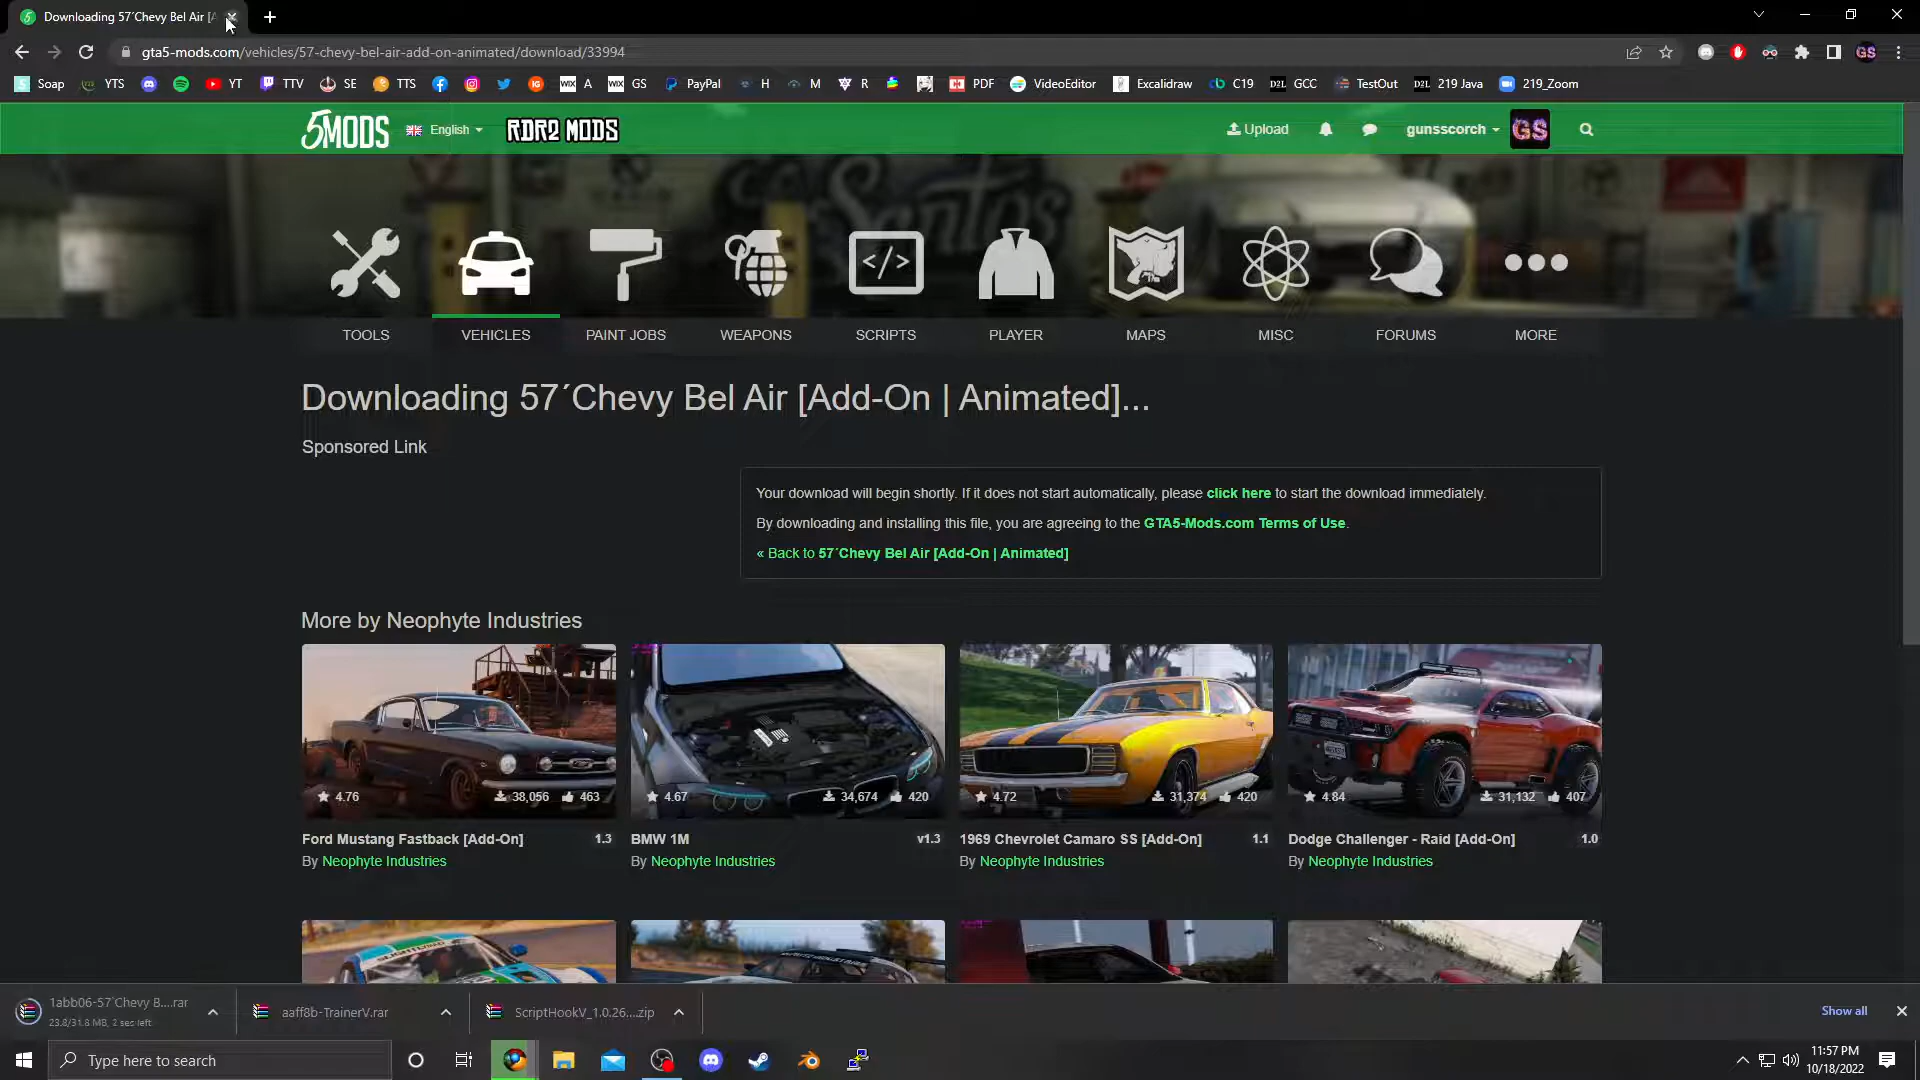 Downloading 57´Chevy Bel Air [A
gta5-mods.com/vehicles/57-chevy-bel-air-add-on-animated/download/33994
Soap YTS YT TTV SE TTS WIX A WIX GS PayPal H M R PDF VideoEditor Excalidraw C19 D2L GCC TestOut D2L 219 Java 219_Zoom
5MODS English RDR2 MODS Upload gunsscorch GS
TOOLS VEHICLES PAINT JOBS WEAPONS SCRIPTS PLAYER MAPS MISC FORUMS MORE
Downloading 57´Chevy Bel Air [Add-On | Animated]...
Sponsored Link
Your download will begin shortly. If it does not start automatically, please click here to start the download immediately.
By downloading and installing this file, you are agreeing to the GTA5-Mods.com Terms of Use.
« Back to 57´Chevy Bel Air [Add-On | Animated]
More by Neophyte Industries
4.76 38,056 463
4.67 34,674 420
4.72 31,374 420
4.84 31,132 407
Ford Mustang Fastback [Add-On] 1.3
BMW 1M v1.3
1969 Chevrolet Camaro SS [Add-On] 1.1
Dodge Challenger - Raid [Add-On] 1.0
By Neophyte Industries
By Neophyte Industries
By Neophyte Industries
By Neophyte Industries
1abb06-57´Chevy B....rar
23.8/31.8 MB, 2 sec left
aaff8b-TrainerV.rar
ScriptHookV_1.0.26....zip
Show all
Type here to search
11:57 PM
10/18/2022